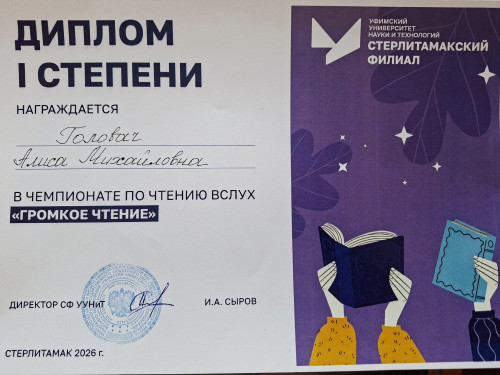 ДИПЛОМ
I СТЕПЕНИ
НАГРАЖДАЕТСЯ
Головач
Алиса Михайловна
В ЧЕМПИОНАТЕ ПО ЧТЕНИЮ ВСЛУХ
«ГРОМКОЕ ЧТЕНИЕ»
ДИРЕКТОР СФ УУНиТ
И.А. СЫРОВ
СТЕРЛИТАМАК 2026 г.
УФИМСКИЙ
УНИВЕРСИТЕТ
НАУКИ И ТЕХНОЛОГИЙ
СТЕРЛИТАМАКСКИЙ
ФИЛИАЛ